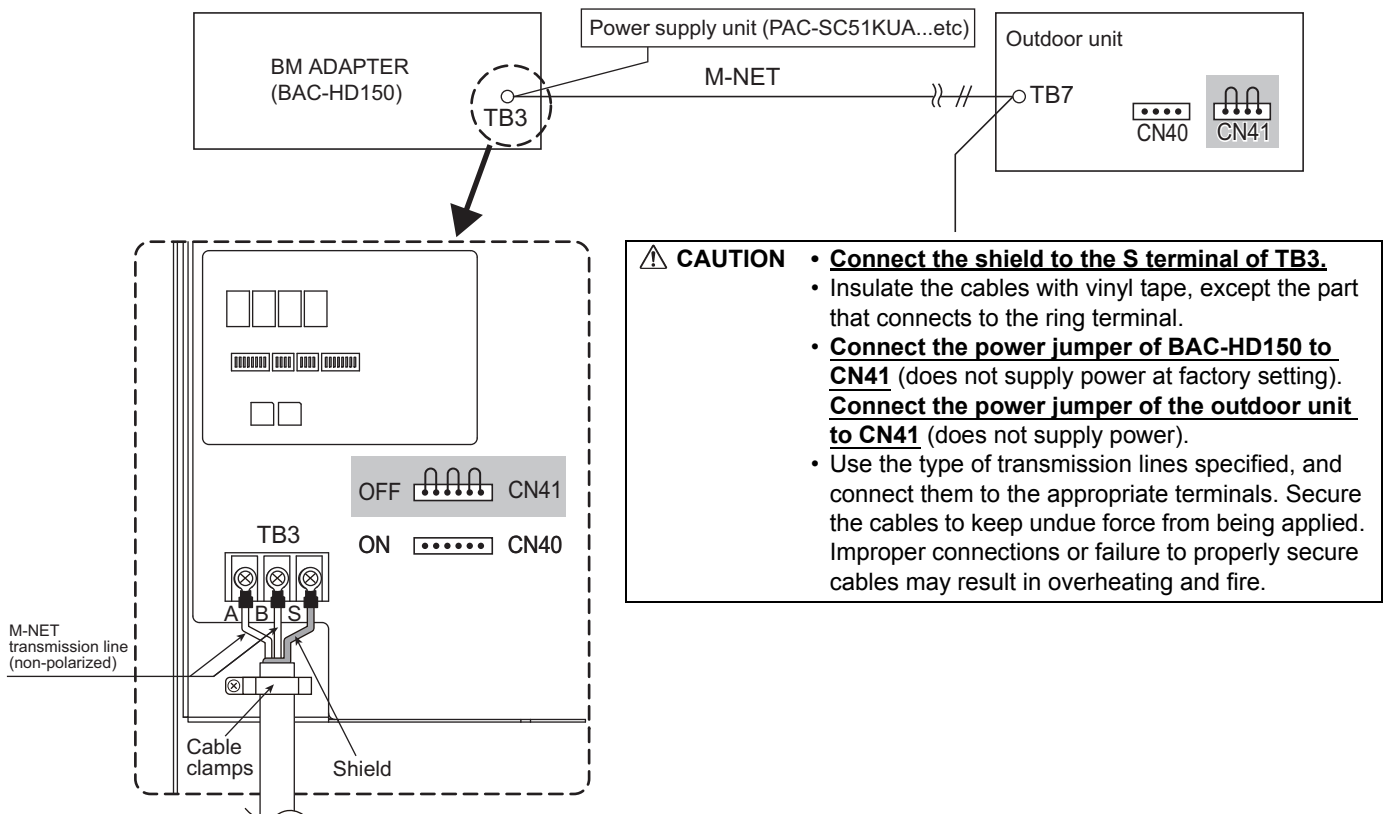 Power supply unit (PAC-SC51KUA...etc)
BM ADAPTER
(BAC-HD150)
TB3
M-NET
Outdoor unit
TB7
CN40
CN41
⚠ CAUTION
• Connect the shield to the S terminal of TB3.
• Insulate the cables with vinyl tape, except the part
that connects to the ring terminal.
• Connect the power jumper of BAC-HD150 to
CN41 (does not supply power at factory setting).
Connect the power jumper of the outdoor unit
to CN41 (does not supply power).
• Use the type of transmission lines specified, and
connect them to the appropriate terminals. Secure
the cables to keep undue force from being applied.
Improper connections or failure to properly secure
cables may result in overheating and fire.
OFF CN41
ON CN40
TB3
A B S
M-NET
transmission line
(non-polarized)
Cable
clamps
Shield